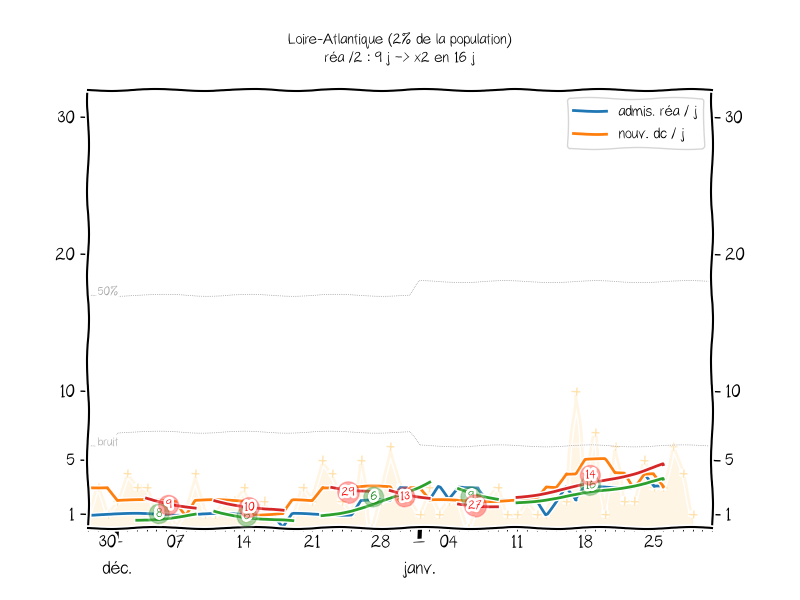 Loire-Atlantique (2% de la population)
réa /2 : 9 j -> x2 en 16 j
admis. réa / j
nouv. dc / j
30 30
20 20
50%
10 10
bruit
5 5
1 1
14
16
29 6 13 9 27
8 9 10
30 07 14 21 28 04 11 18 25
déc. janv.